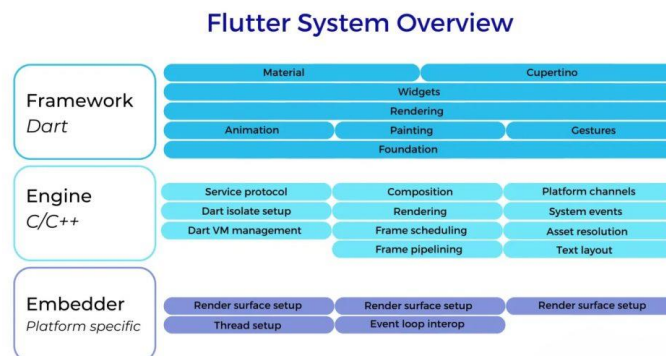 Flutter System Overview
Framework
Dart
Material Cupertino
Widgets
Rendering
Animation Painting Gestures
Foundation
Engine
C/C++
Service protocol Composition Platform channels
Dart isolate setup Rendering System events
Dart VM management Frame scheduling Asset resolution
Frame pipelining Text layout
Embedder
Platform specific
Render surface setup Render surface setup Render surface setup
Thread setup Event loop interop